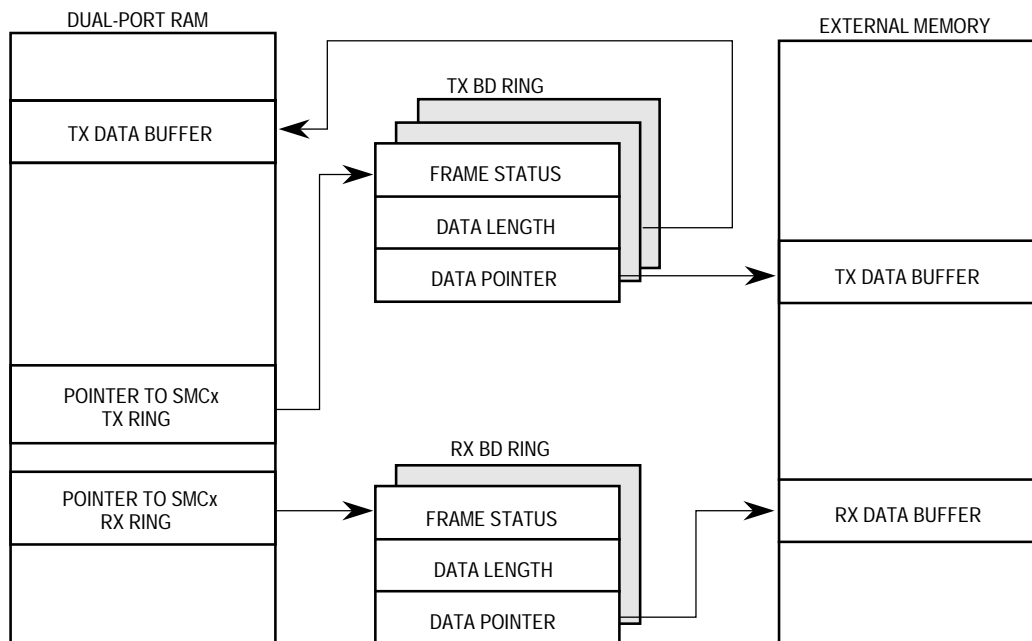 DUAL-PORT RAM
TX DATA BUFFER
POINTER TO SMCx
TX RING
POINTER TO SMCx
RX RING
TX BD RING
FRAME STATUS
DATA LENGTH
DATA POINTER
RX BD RING
FRAME STATUS
DATA LENGTH
DATA POINTER
EXTERNAL MEMORY
TX DATA BUFFER
RX DATA BUFFER